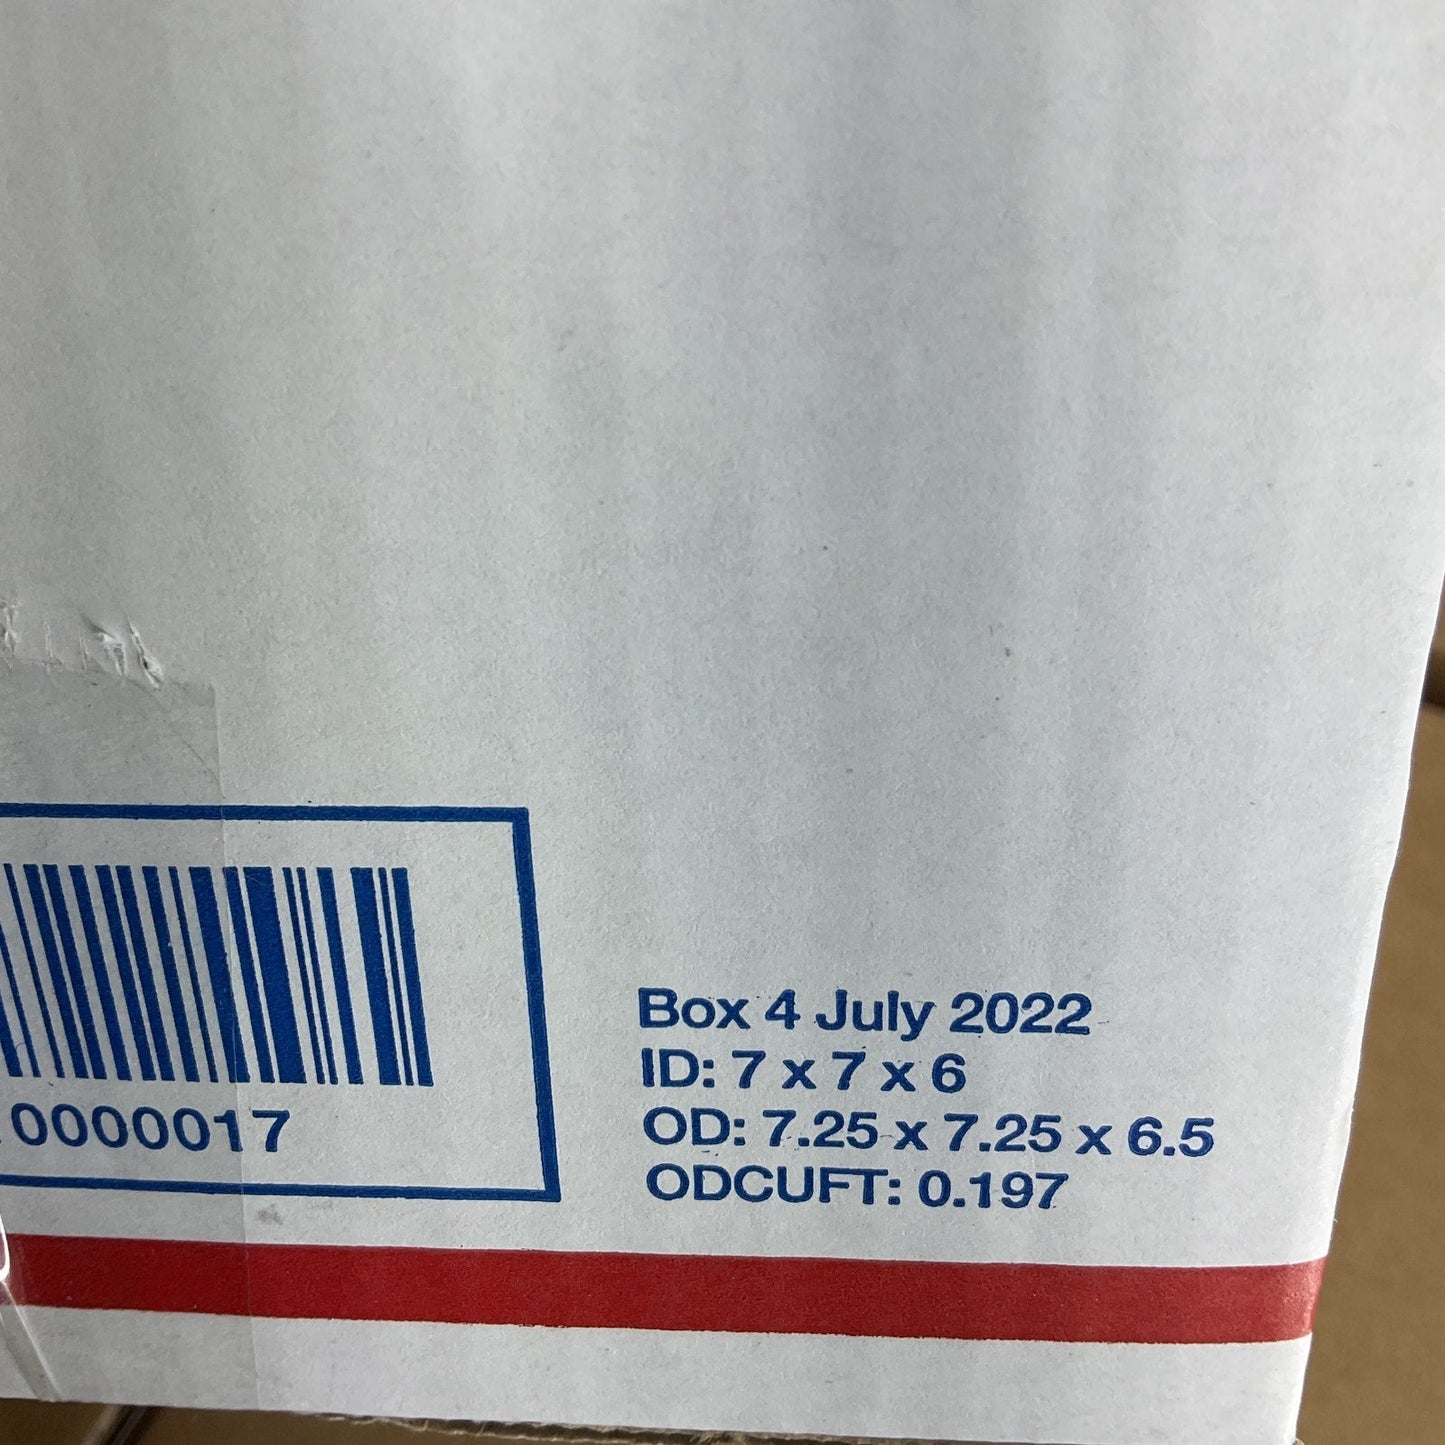 0000017
Box 4 July 2022
ID: 7 x 7 x 6
OD: 7.25 x 7.25 x 6.5
ODCUFT: 0.197